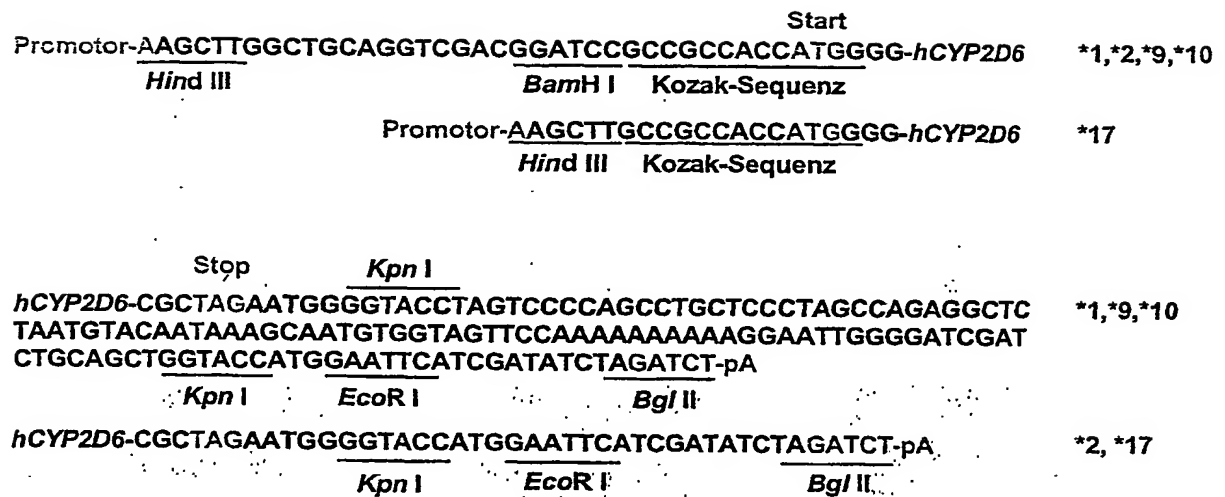 Start
Promotor-AAGCTTGGCTGCAGGTCGACGGATCCGCCGCCACCATGGGG-hCYP2D6 *1,*2,*9,*10
Hind III BamH I Kozak-Sequenz
Promotor-AAGCTTGCCGCCACCATGGGG-hCYP2D6 *17
Hind III Kozak-Sequenz
Stop Kpn I
hCYP2D6-CGCTAGAATGGGGTACCTAGTCCCCAGCCTGCTCCCTAGCCAGAGGCTC *1,*9,*10
TAATGTACAATAAAGCAATGTGGTAGTTCCAAAAAAAAAAAGGAATTGGGGATCGAT
CTGCAGCTGGTACCATGGAATTCATCGATATCTAGATCT-pA
Kpn I EcoR I Bgl II
hCYP2D6-CGCTAGAATGGGGTACCATGGAATTCATCGATATCTAGATCT-pA *2, *17
Kpn I EcoR I Bgl II